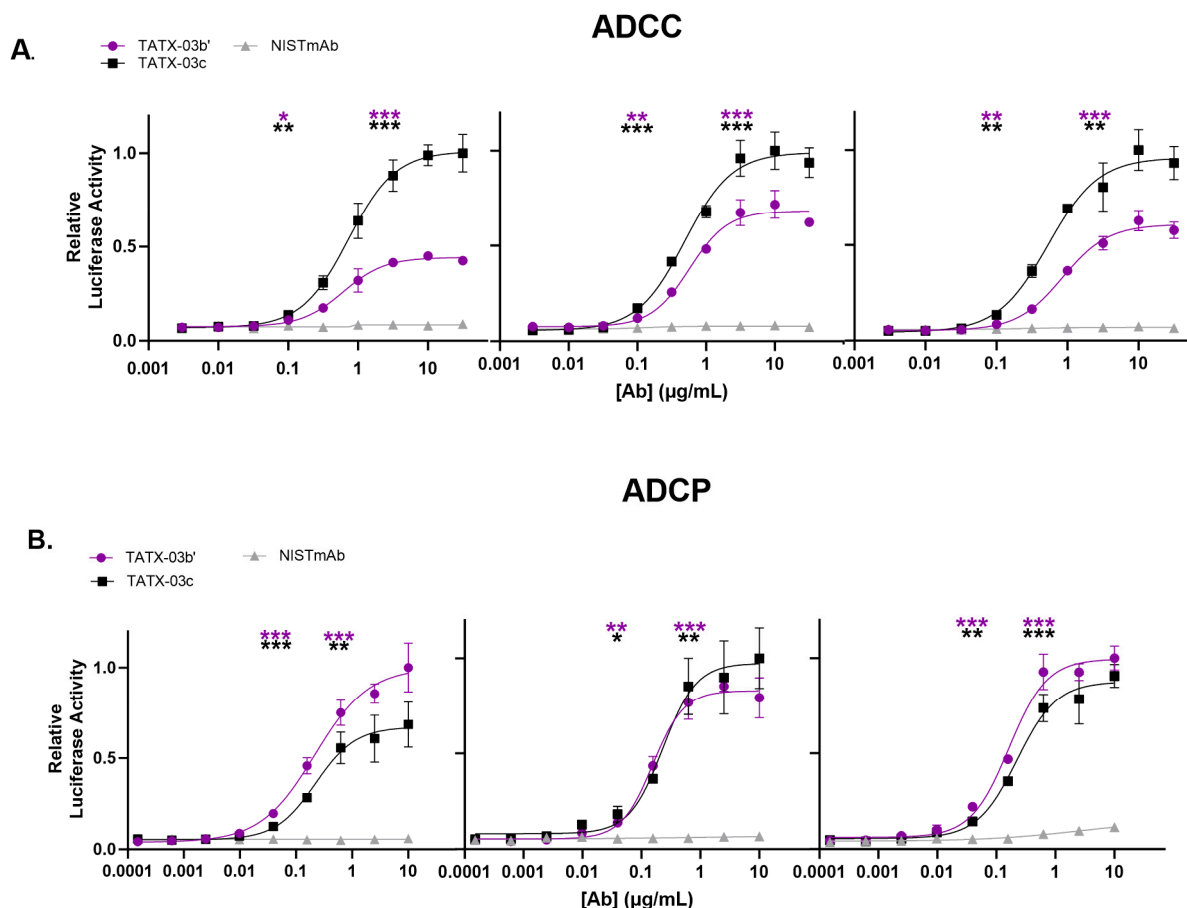 ADCC
A.
TATX-03b' NISTmAb
TATX-03c
* ** ***
** *** ***
*** ** ***
*** ** **
1.0
0.5
0.0
Relative
Luciferase Activity
0.001 0.01 0.1 1 10 0.001 0.01 0.1 1 10 0.001 0.01 0.1 1 10
[Ab] (µg/mL)
ADCP
B.
TATX-03b' NISTmAb
TATX-03c
*** *** ** *** *** ***
*** ** * ** ** ***
1.0
0.5
0.0
Relative
Luciferase Activity
0.0001 0.001 0.01 0.1 1 10 0.0001 0.001 0.01 0.1 1 10 0.0001 0.001 0.01 0.1 1 10
[Ab] (µg/mL)